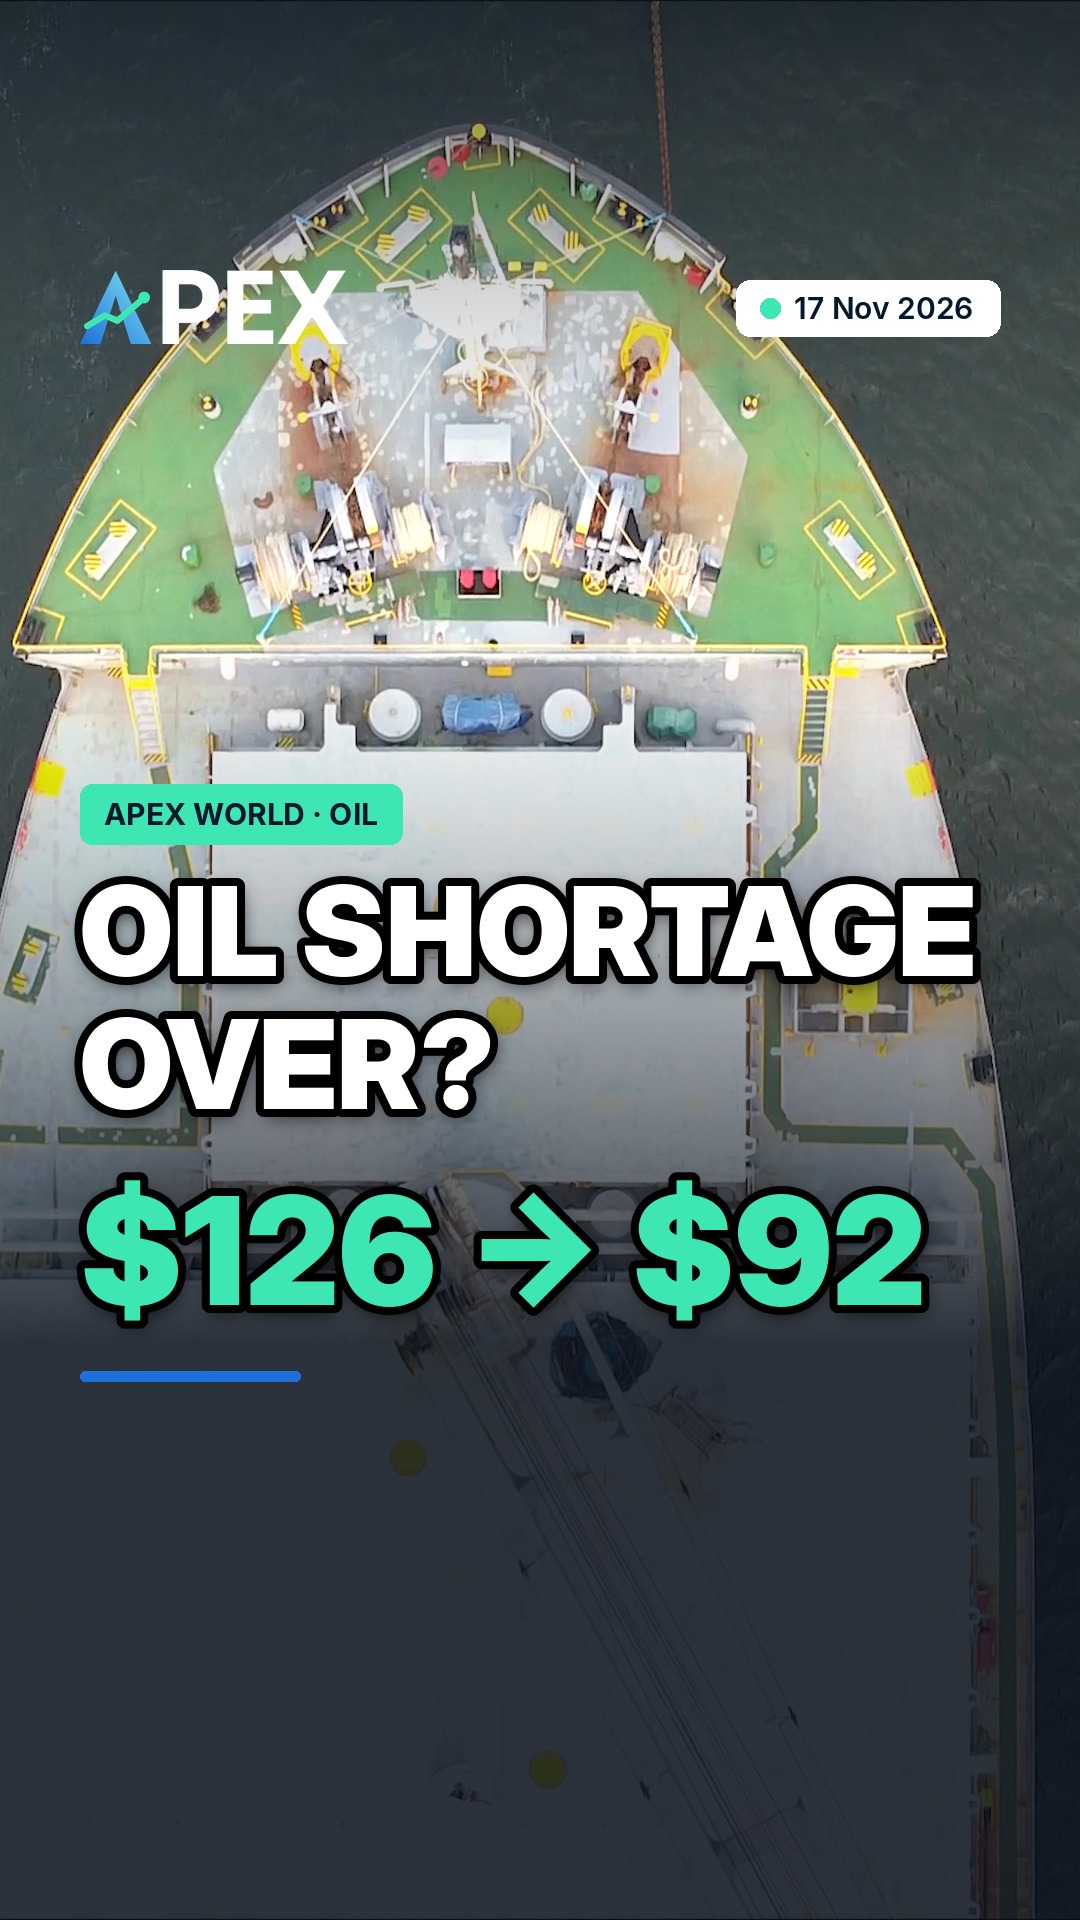 APEX
17 Nov 2026
APEX WORLD · OIL
OIL SHORTAGE
OVER?
$126 → $92